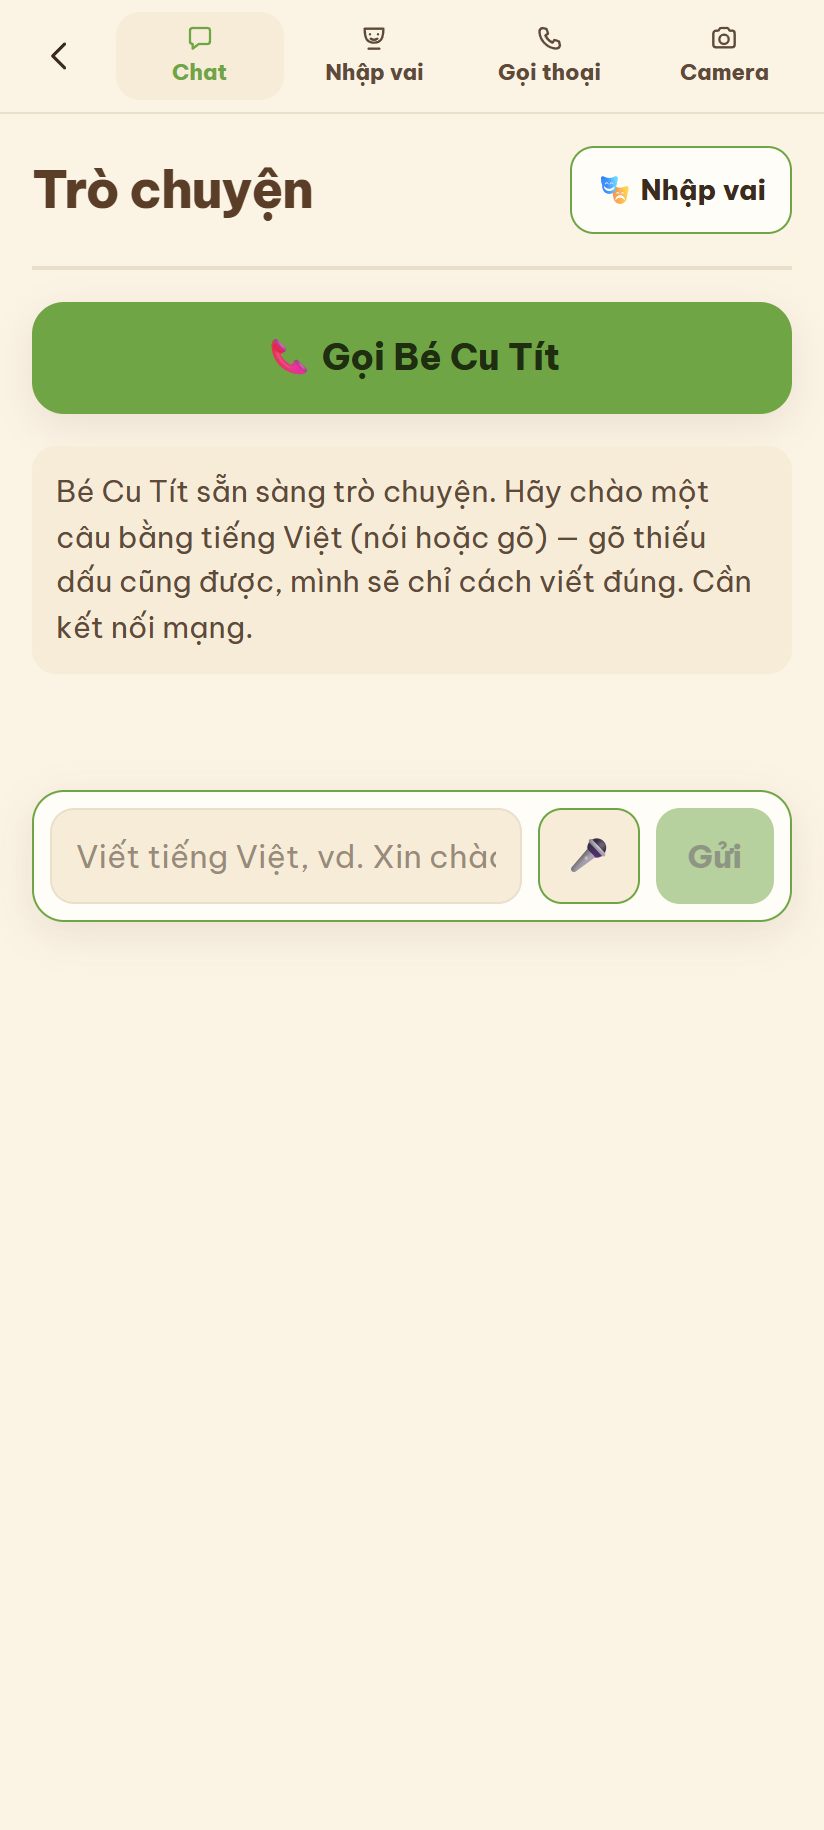 Chat
Nhập vai
Gọi thoại
Camera
Trò chuyện
Nhập vai
Gọi Bé Cu Tít
Bé Cu Tít sẵn sàng trò chuyện. Hãy chào một
câu bằng tiếng Việt (nói hoặc gõ) — gõ thiếu
dấu cũng được, mình sẽ chỉ cách viết đúng. Cần
kết nối mạng.
Viết tiếng Việt, vd. Xin
Gửi